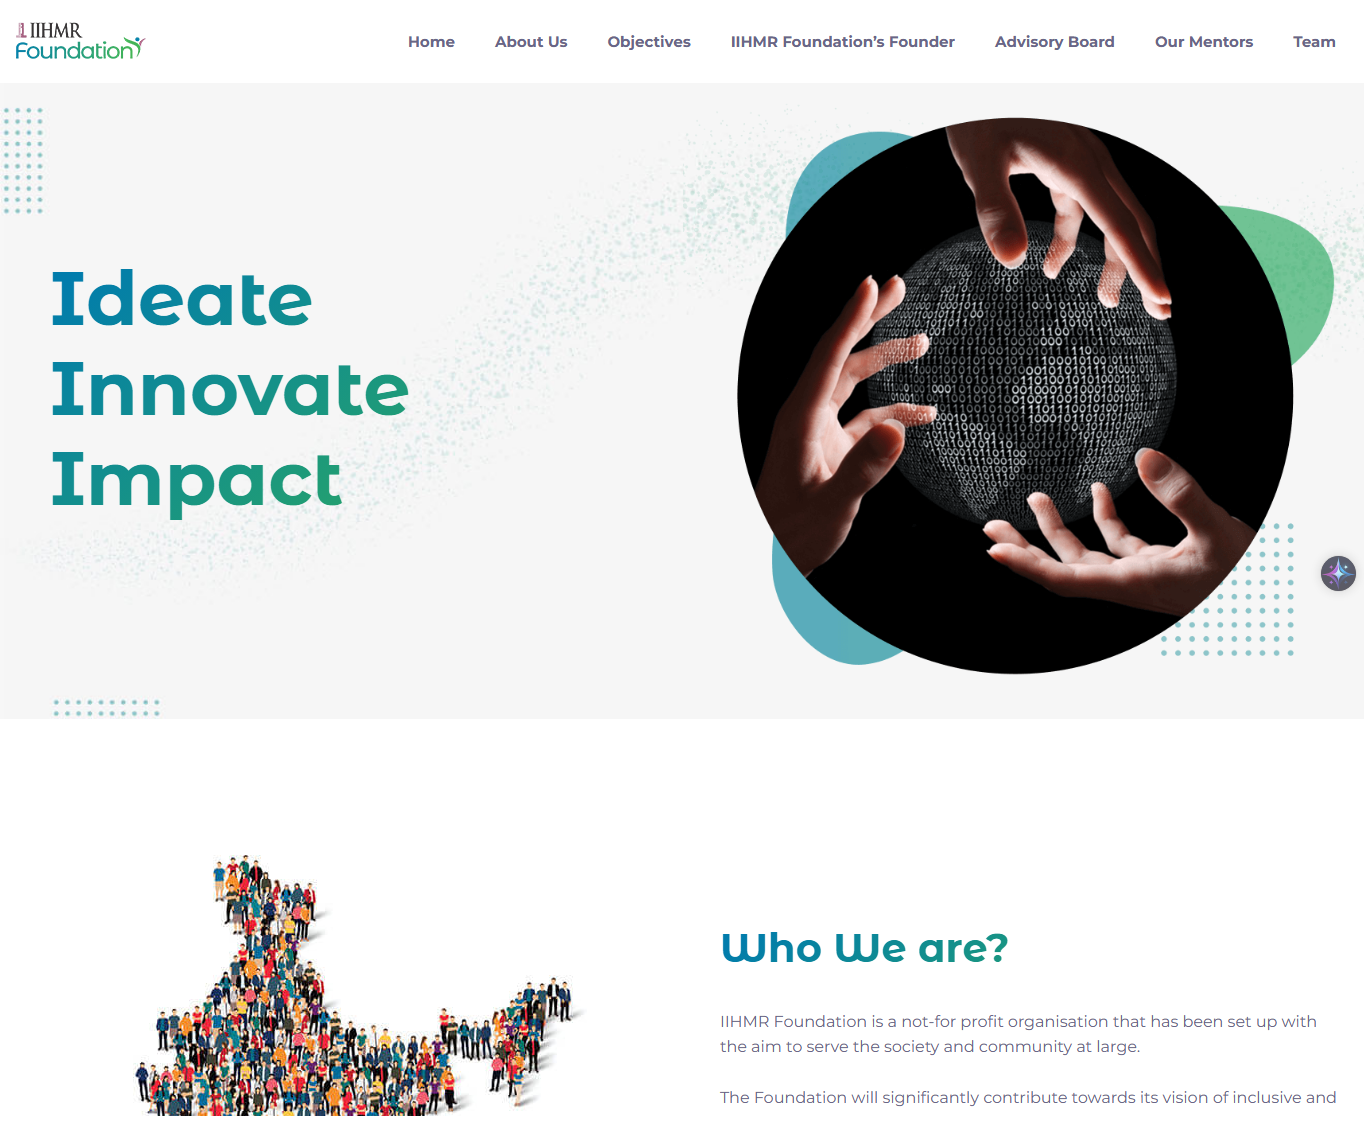 IIHMR
Foundation
Home
About Us
Objectives
IIHMR Foundation’s Founder
Advisory Board
Our Mentors
Team
Ideate
Innovate
Impact
Who We are?
IIHMR Foundation is a not-for profit organisation that has been set up with
the aim to serve the society and community at large.
The Foundation will significantly contribute towards its vision of inclusive and